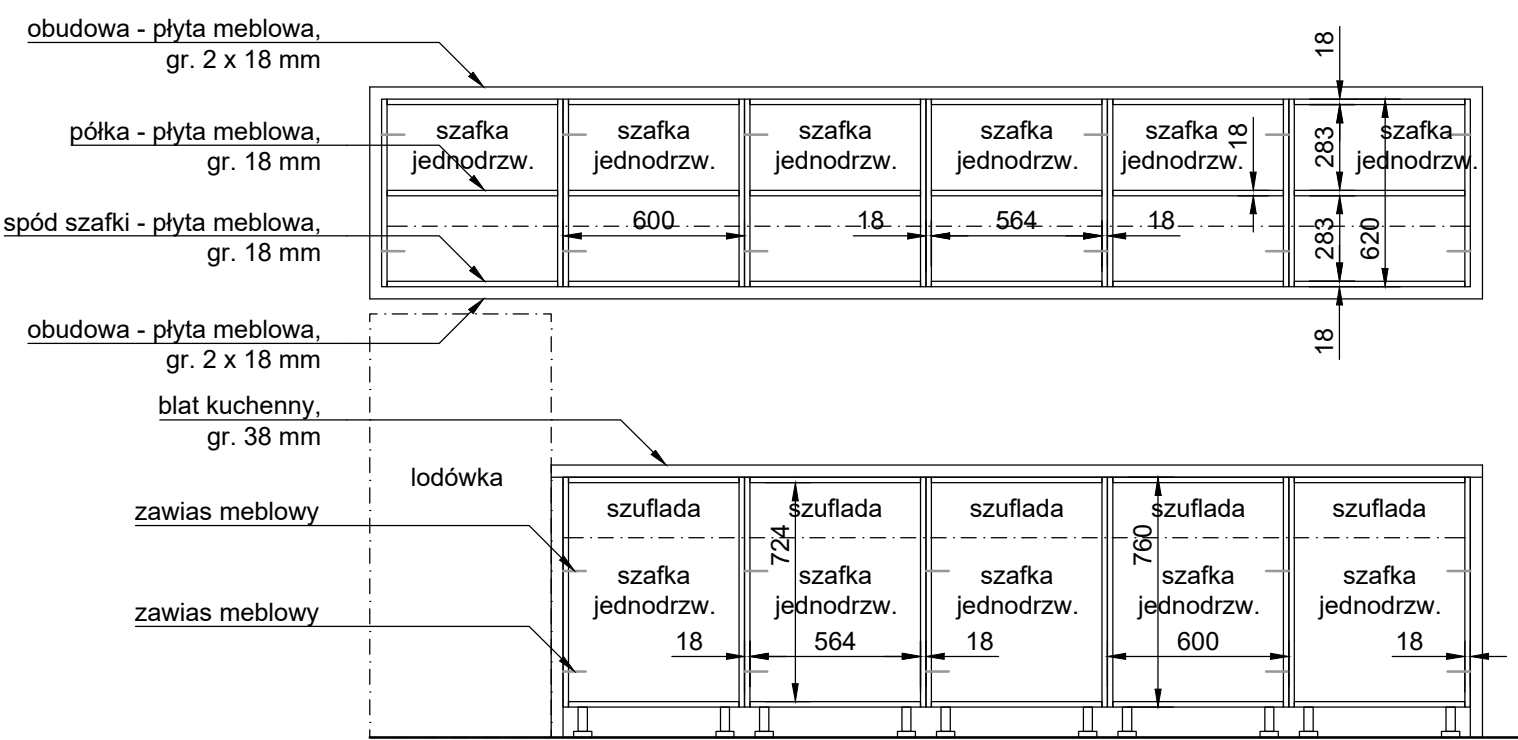 obudowa - płyta meblowa,
gr. 2 x 18 mm
półka - płyta meblowa,
gr. 18 mm
spód szafki - płyta meblowa,
gr. 18 mm
obudowa - płyta meblowa,
gr. 2 x 18 mm
blat kuchenny,
gr. 38 mm
zawias meblowy
zawias meblowy
szafka
jednodrzw.
szafka
jednodrzw.
szafka
jednodrzw.
szafka
jednodrzw.
szafka
jednodrzw.
szafka
jednodrzw.
18
18
283
600
18
564
18
283
620
18
lodówka
szuflada
szuflada
szuflada
szuflada
szuflada
724
760
szafka
jednodrzw.
szafka
jednodrzw.
szafka
jednodrzw.
szafka
jednodrzw.
szafka
jednodrzw.
18
564
18
600
18